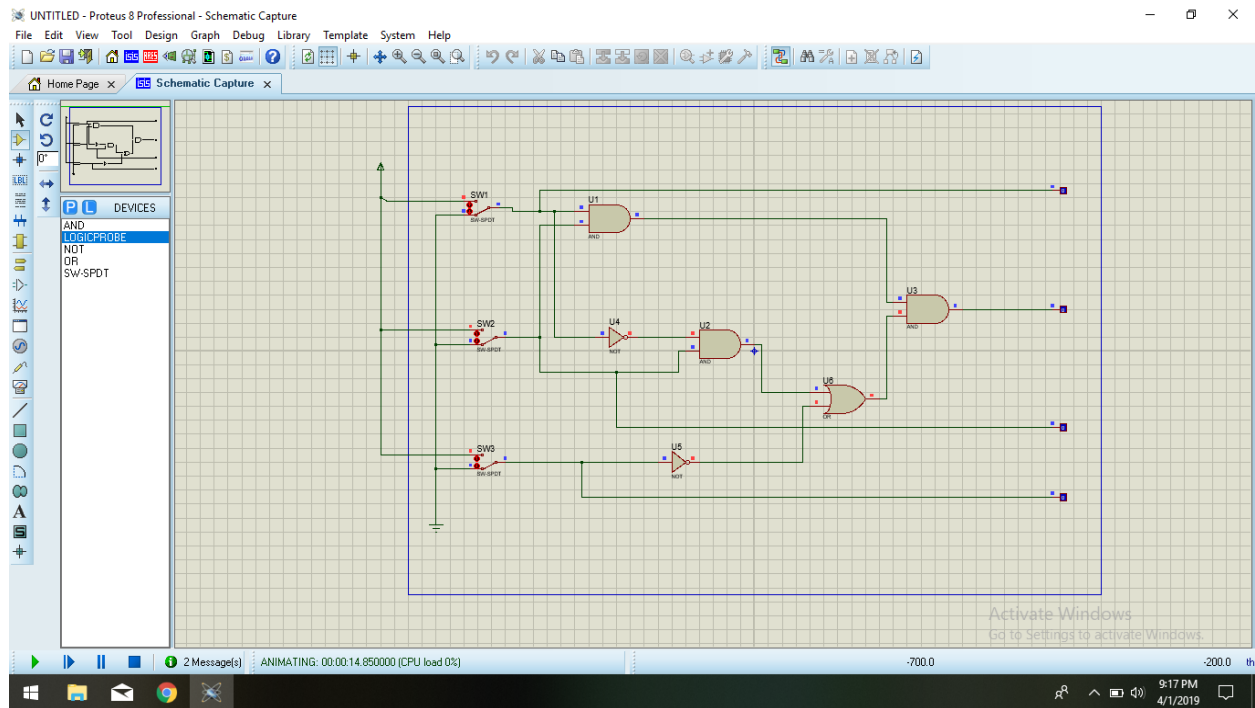 UNTITLED - Proteus 8 Professional - Schematic Capture
File Edit View Tool Design Graph Debug Library Template System Help
Home Page Schematic Capture
0°
LBL
P L DEVICES
AND
LOGICPROBE
NOT
OR
SW-SPDT
A
S
SW1
SW-SPDT
U1
AND
SW2
SW-SPDT
U4
NOT
U2
AND
U3
AND
U6
OR
SW3
SW-SPDT
U5
NOT
Activate Windows
Go to Settings to activate Windows.
2 Message(s) ANIMATING: 00:00:14.850000 (CPU load 0%) -700.0 -200.0 th
9:17 PM
4/1/2019